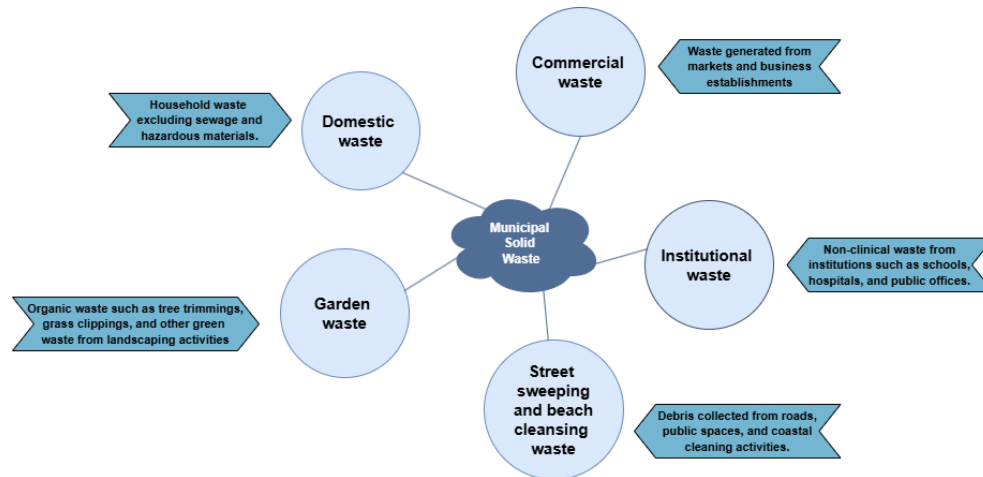 Commercial
waste
Waste generated from
markets and business
establishments
Household waste
excluding sewage and
hazardous materials.
Domestic
waste
Municipal
Solid
Waste
Institutional
waste
Non-clinical waste from
institutions such as schools,
hospitals, and public offices.
Organic waste such as tree trimmings,
grass clippings, and other green
waste from landscaping activities
Garden
waste
Street
sweeping
and beach
cleansing
waste
Debris collected from roads,
public spaces, and coastal
cleaning activities.